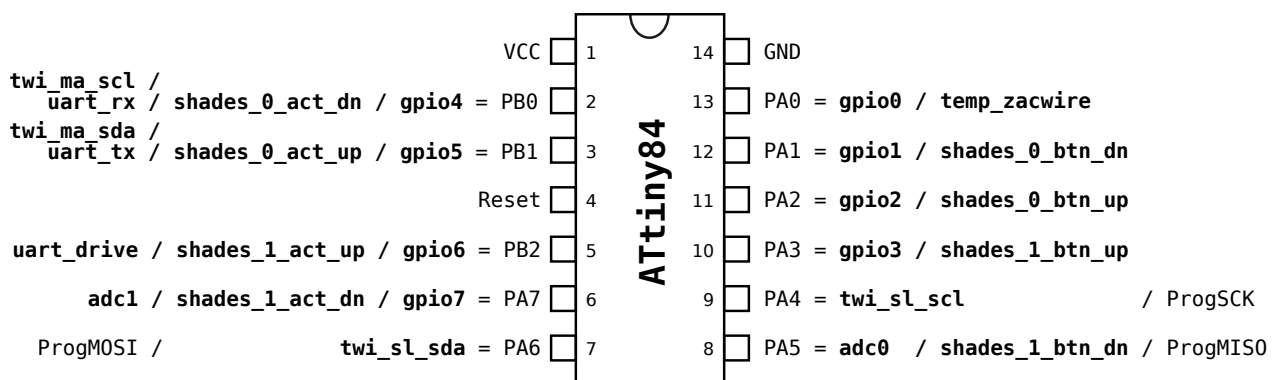 VCC 1 14 GND
twi_ma_scl /
uart_rx / shades_0_act_dn / gpio4 = PB0 2 13 PA0 = gpio0 / temp_zacwire
twi_ma_sda /
uart_tx / shades_0_act_up / gpio5 = PB1 3 12 PA1 = gpio1 / shades_0_btn_dn
Reset 4 11 PA2 = gpio2 / shades_0_btn_up
uart_drive / shades_1_act_up / gpio6 = PB2 5 10 PA3 = gpio3 / shades_1_btn_up
adc1 / shades_1_act_dn / gpio7 = PA7 6 9 PA4 = twi_sl_scl / ProgSCK
ProgMOSI / twi_sl_sda = PA6 7 8 PA5 = adc0 / shades_1_btn_dn / ProgMISO
ATtiny84